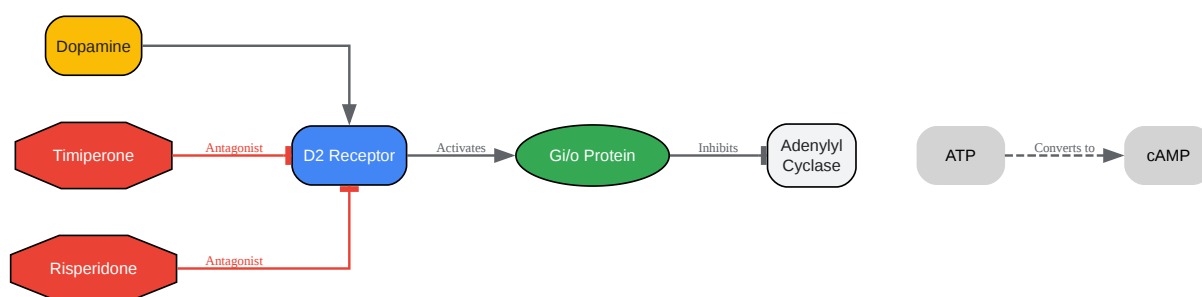 Dopamine
Timiperone
Antagonist
D2 Receptor
Activates
Gi/o Protein
Inhibits
Adenylyl
Cyclase
ATP
Converts to
cAMP
Risperidone
Antagonist